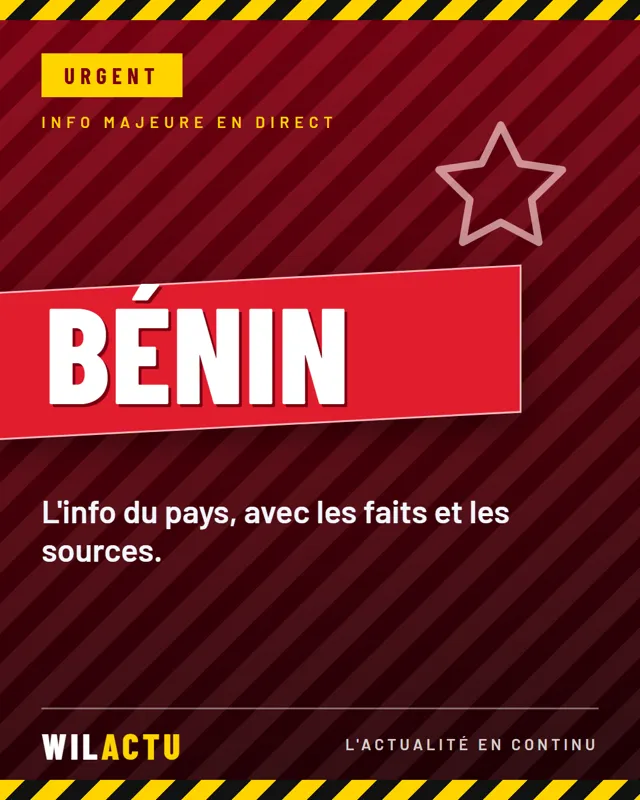 URGENT
INFO MAJEURE EN DIRECT
BÉNIN
L'info du pays, avec les faits et les
sources.
WILACTU
L'ACTUALITÉ EN CONTINU